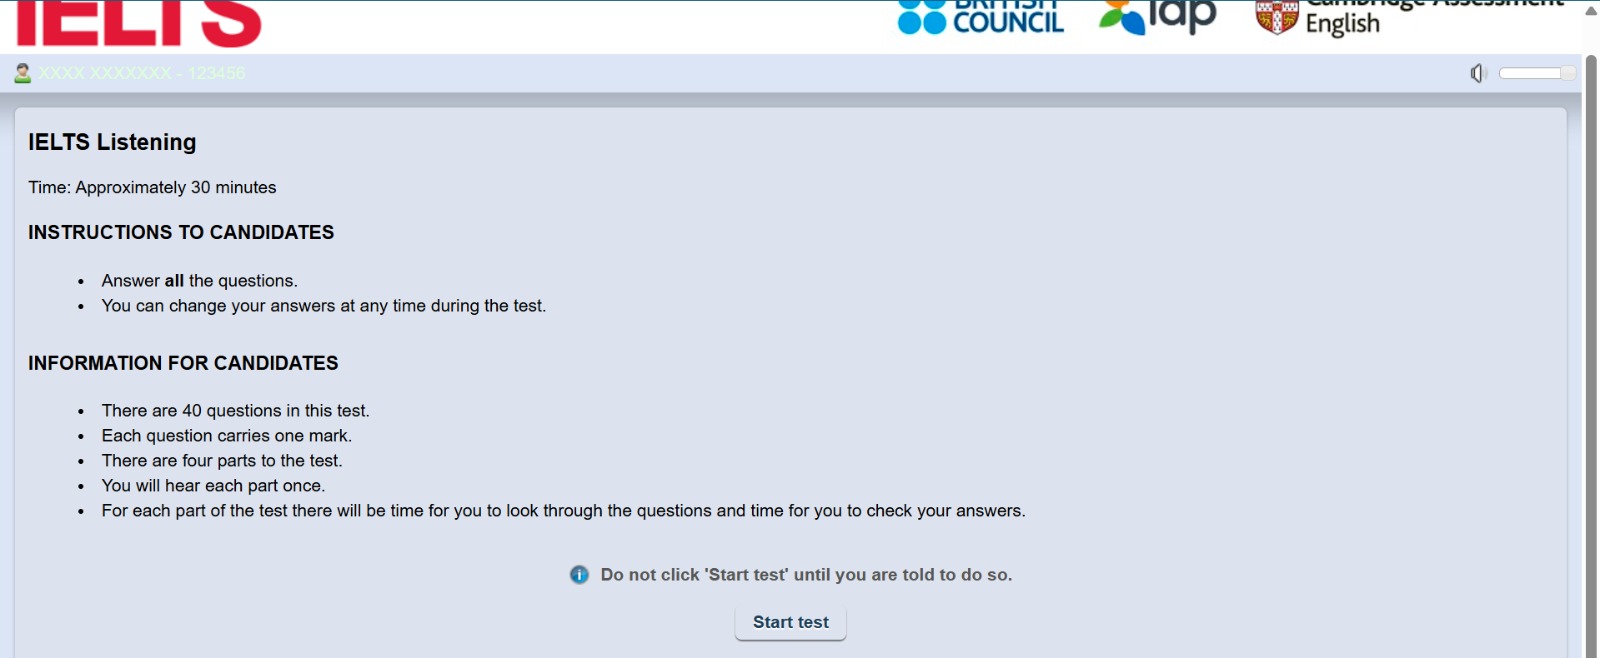 IELTS
BRITISH
COUNCIL
idp
Cambridge Assessment
English
XXXX XXXXXXX - 123456
IELTS Listening
Time: Approximately 30 minutes
INSTRUCTIONS TO CANDIDATES
• Answer all the questions.
• You can change your answers at any time during the test.
INFORMATION FOR CANDIDATES
• There are 40 questions in this test.
• Each question carries one mark.
• There are four parts to the test.
• You will hear each part once.
• For each part of the test there will be time for you to look through the questions and time for you to check your answers.
Do not click 'Start test' until you are told to do so.
Start test